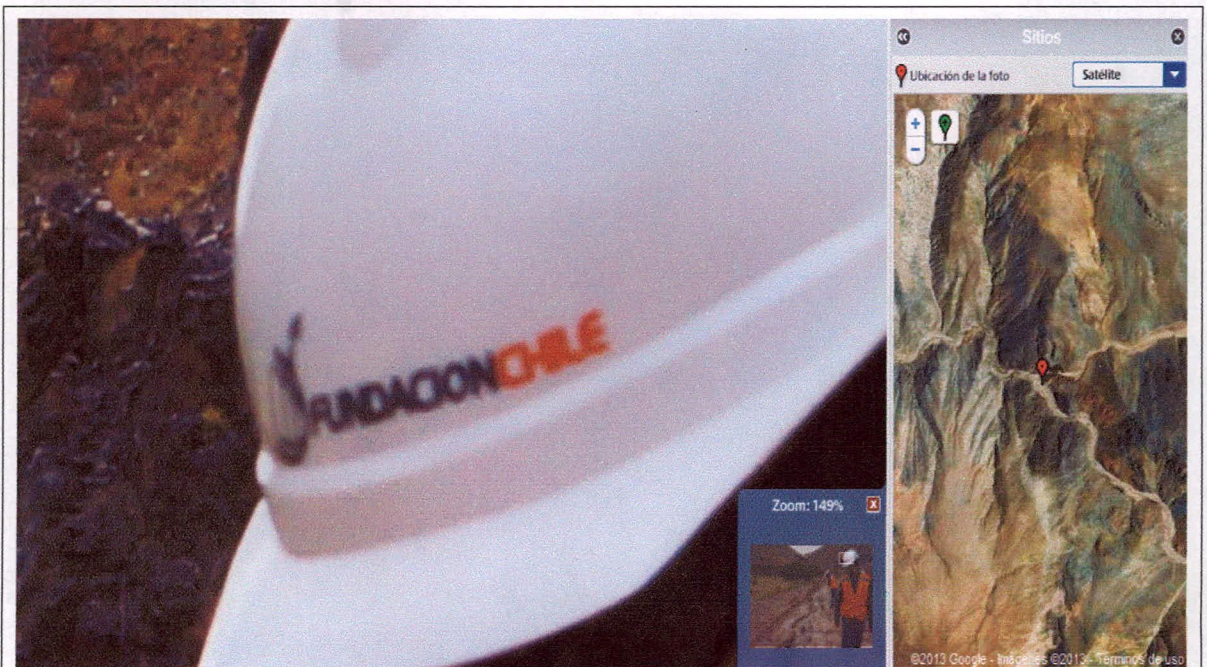 FUNDACIONCHILE
Zoom: 149%
Sitios
Ubicación de la foto
Satélite
©2013 Google - Imágenes ©2013 - Términos de uso